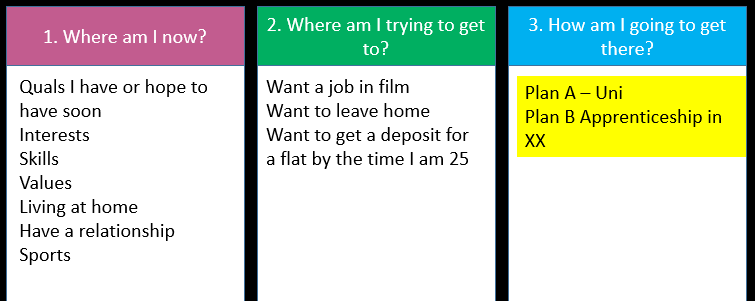 1. Where am I now?
Quals I have or hope to
have soon
Interests
Skills
Values
Living at home
Have a relationship
Sports
2. Where am I trying to get
to?
Want a job in film
Want to leave home
Want to get a deposit for
a flat by the time I am 25
3. How am I going to get
there?
Plan A – Uni
Plan B Apprenticeship in
XX